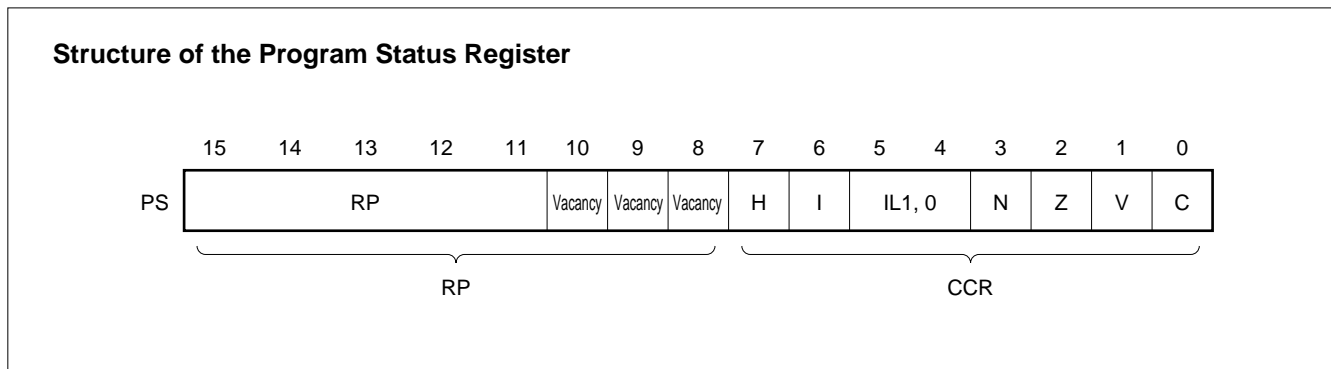 Structure of the Program Status Register
15 14 13 12 11 10 9 8 7 6 5 4 3 2 1 0
PS RP Vacancy Vacancy Vacancy H I IL1, 0 N Z V C
RP CCR